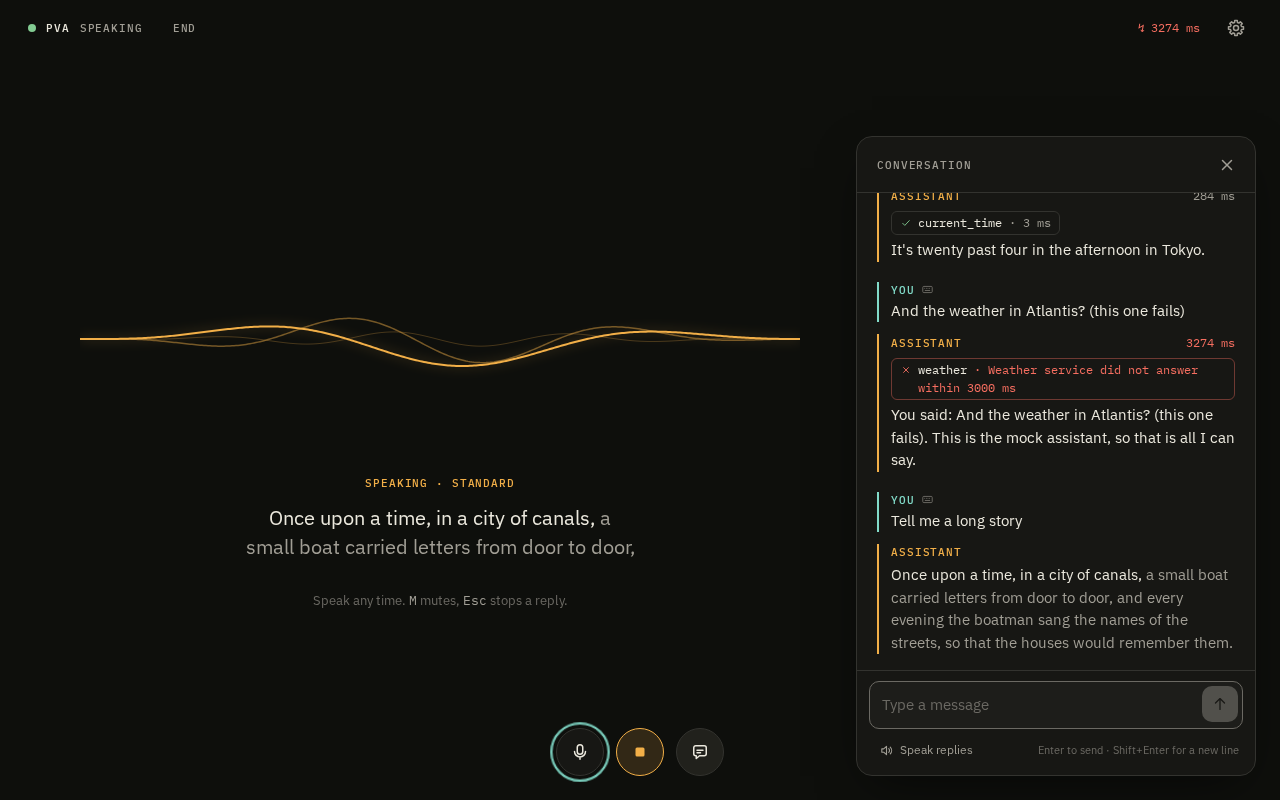 PVA SPEAKING END
↯ 3274 ms
SPEAKING · STANDARD
Once upon a time, in a city of canals, a
small boat carried letters from door to door,
Speak any time. M mutes, Esc stops a reply.
CONVERSATION
ASSISTANT 284 ms
current_time · 3 ms
It's twenty past four in the afternoon in Tokyo.
YOU
And the weather in Atlantis? (this one fails)
ASSISTANT 3274 ms
weather · Weather service did not answer
within 3000 ms
You said: And the weather in Atlantis? (this one
fails). This is the mock assistant, so that is all I can
say.
YOU
Tell me a long story
ASSISTANT
Once upon a time, in a city of canals, a small boat
carried letters from door to door, and every
evening the boatman sang the names of the
streets, so that the houses would remember them.
Type a message
Speak replies
Enter to send · Shift+Enter for a new line